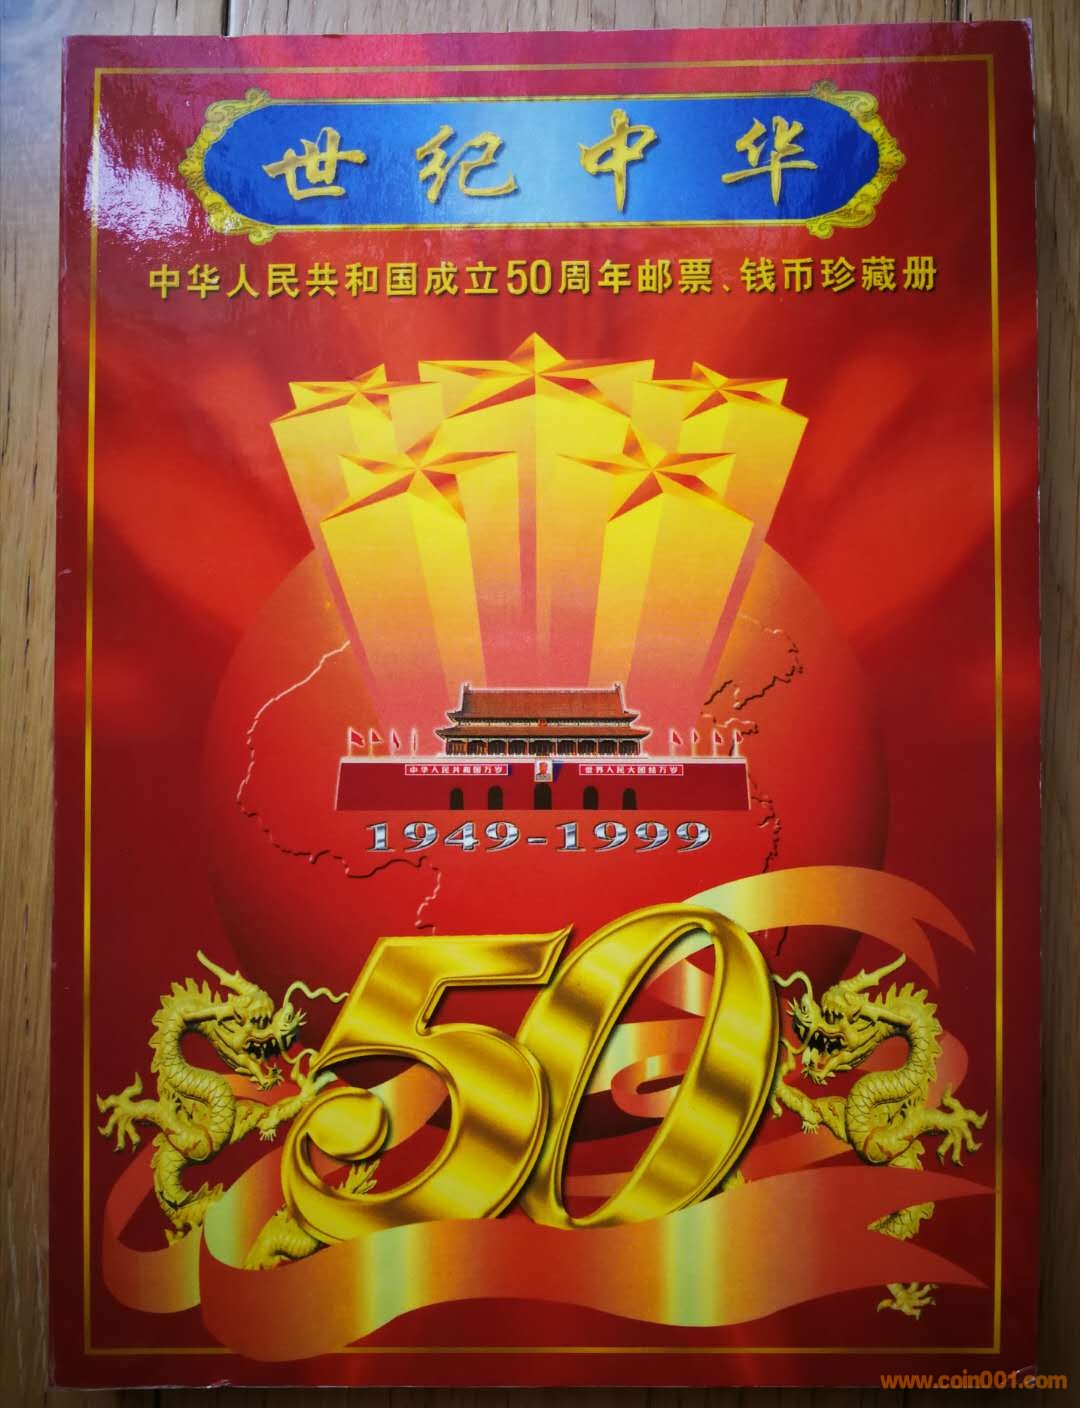 世纪中华
中华人民共和国成立50周年邮票、钱币珍藏册
中华人民共和国万岁 世界人民大团结万岁
1949-1999
50
www.coin001.com